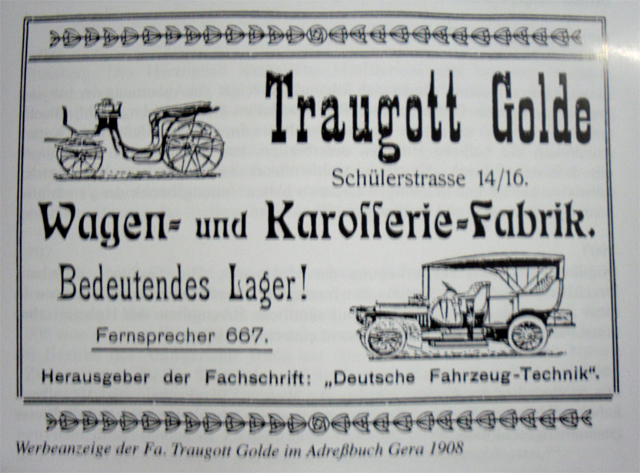 Traugott Golde
Schülerstrasse 14/16.
Wagen- und Karosserie-Fabrik.
Bedeutendes Lager!
Fernsprecher 667.
Herausgeber der Fachschrift: „Deutsche Fahrzeug-Technik“.
Werbeanzeige der Fa. Traugott Golde im Adreßbuch Gera 1908